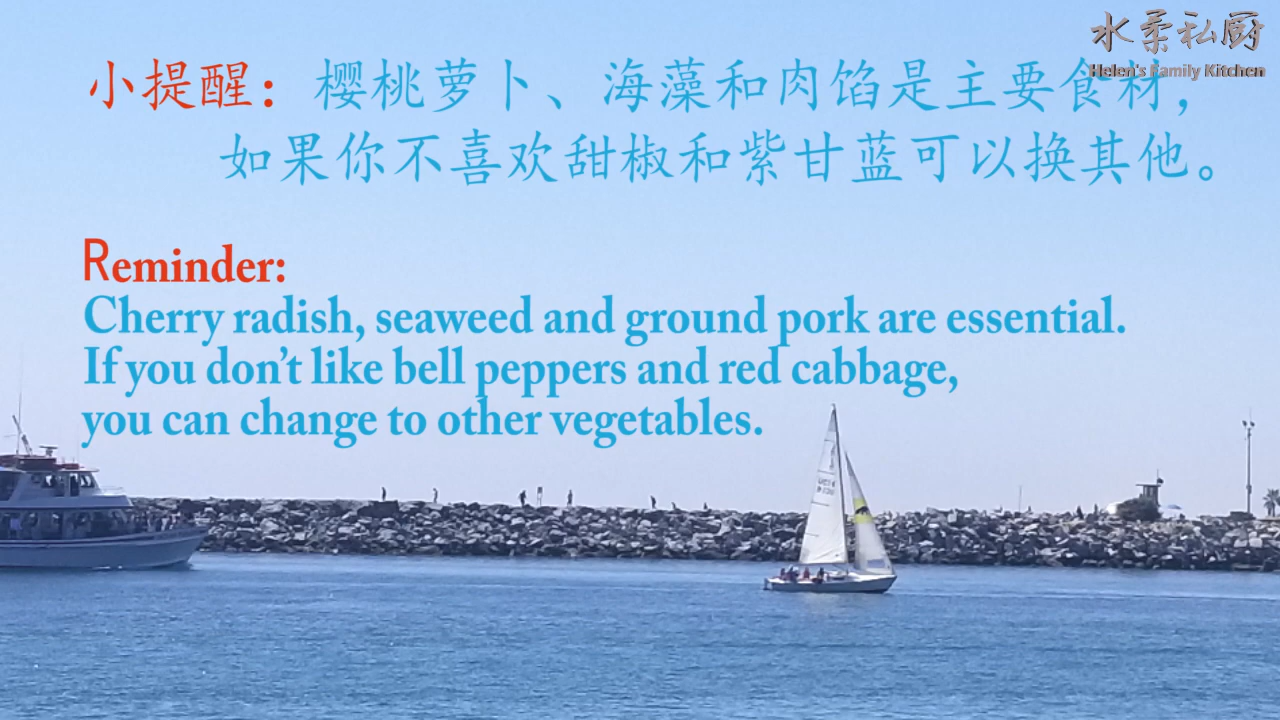 水柔私厨
Helen's Family Kitchen
小提醒：樱桃萝卜、海藻和肉馅是主要食材，
如果你不喜欢甜椒和紫甘蓝可以换其他。
Reminder:
Cherry radish, seaweed and ground pork are essential.
If you don't like bell peppers and red cabbage,
you can change to other vegetables.